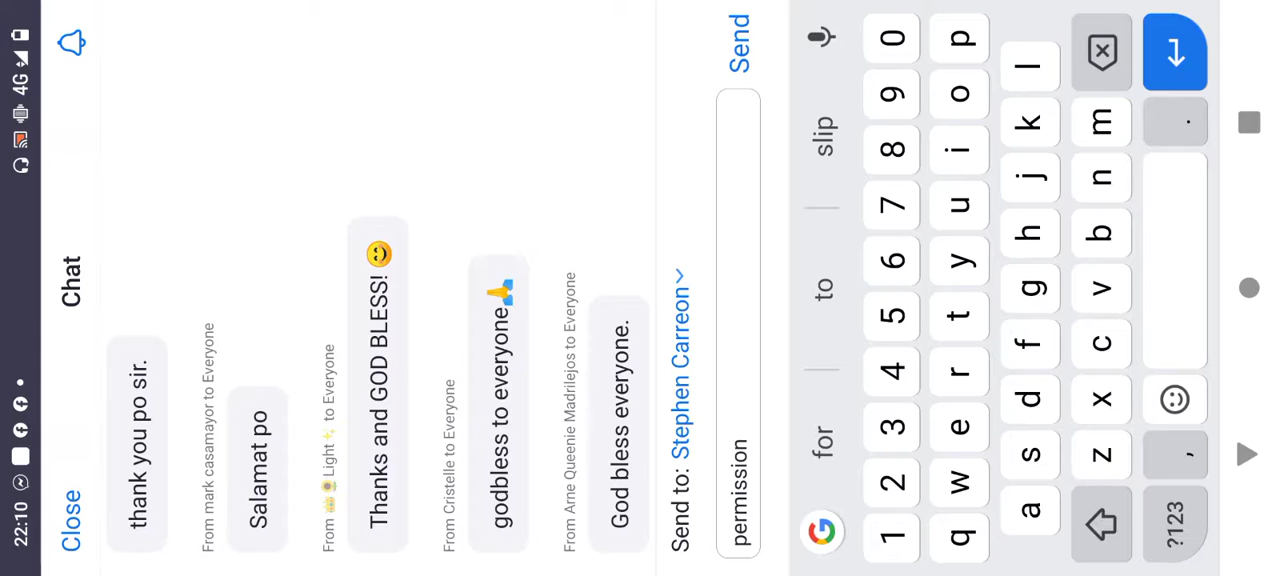 22:10 4G
Close Chat
thank you po sir.
From mark casamayor to Everyone
Salamat po
From 👑🌻Light✨ to Everyone
Thanks and GOD BLESS! 😊
From Cristelle to Everyone
godbless to everyone🙏
From Arne Queenie Madrilejos to Everyone
God bless everyone.
Send to: Stephen Carreon
permission Send
for to slip
1 2 3 4 5 6 7 8 9 0
q w e r t y u i o p
a s d f g h j k l
z x c v b n m
?123 , .